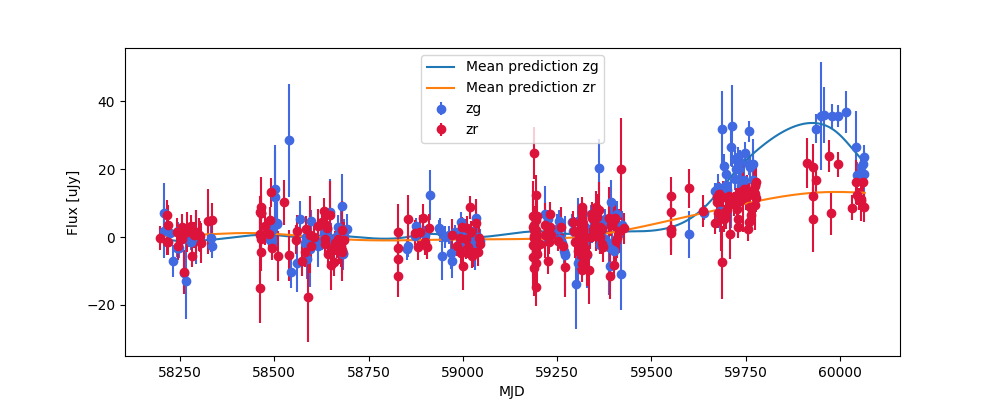 Mean prediction zg
Mean prediction zr
zg
zr
Flux [uJy]
40
20
0
−20
58250 58500 58750 59000 59250 59500 59750 60000
MJD